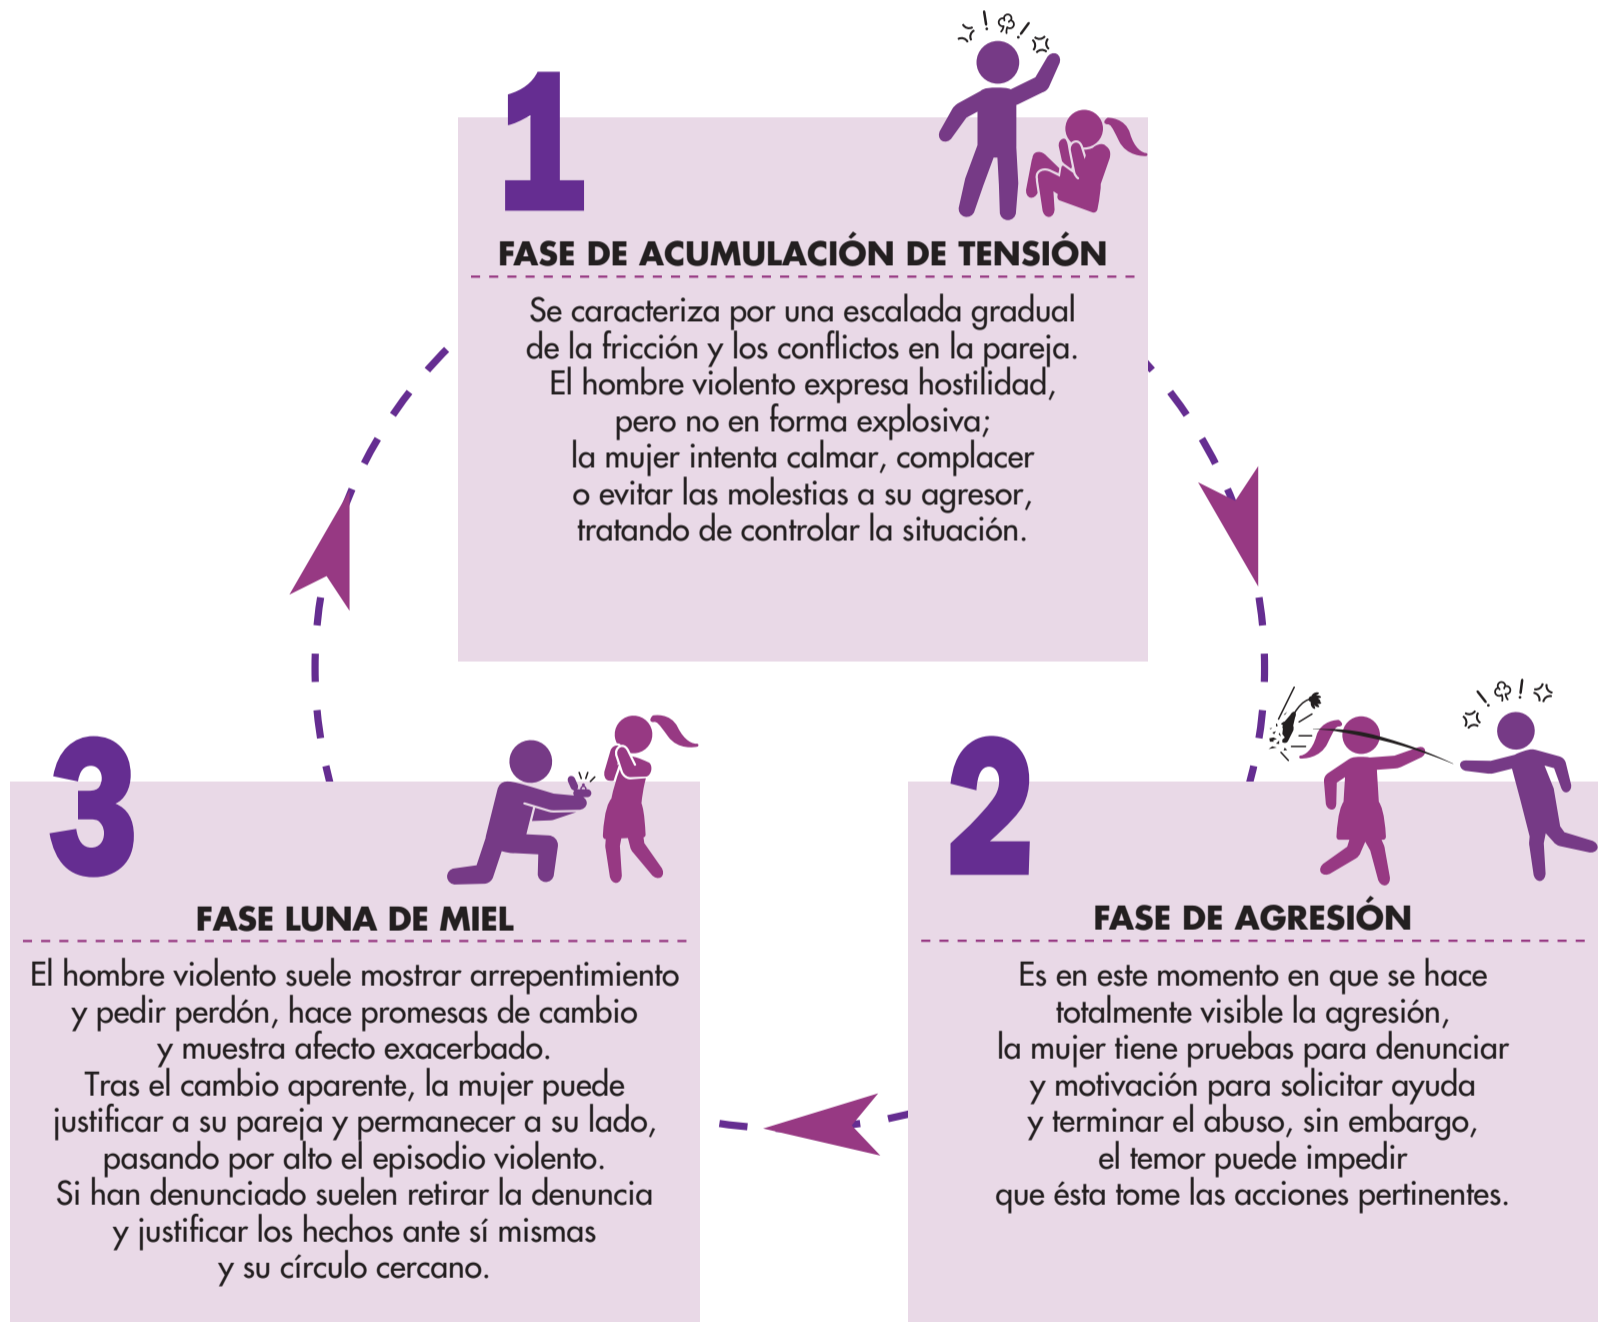 1
FASE DE ACUMULACIÓN DE TENSIÓN
Se caracteriza por una escalada gradual
de la fricción y los conflictos en la pareja.
El hombre violento expresa hostilidad,
pero no en forma explosiva;
la mujer intenta calmar, complacer
o evitar las molestias a su agresor,
tratando de controlar la situación.
2
FASE DE AGRESIÓN
Es en este momento en que se hace
totalmente visible la agresión,
la mujer tiene pruebas para denunciar
y motivación para solicitar ayuda
y terminar el abuso, sin embargo,
el temor puede impedir
que ésta tome las acciones pertinentes.
3
FASE LUNA DE MIEL
El hombre violento suele mostrar arrepentimiento
y pedir perdón, hace promesas de cambio
y muestra afecto exacerbado.
Tras el cambio aparente, la mujer puede
justificar a su pareja y permanecer a su lado,
pasando por alto el episodio violento.
Si han denunciado suelen retirar la denuncia
y justificar los hechos ante sí mismas
y su círculo cercano.